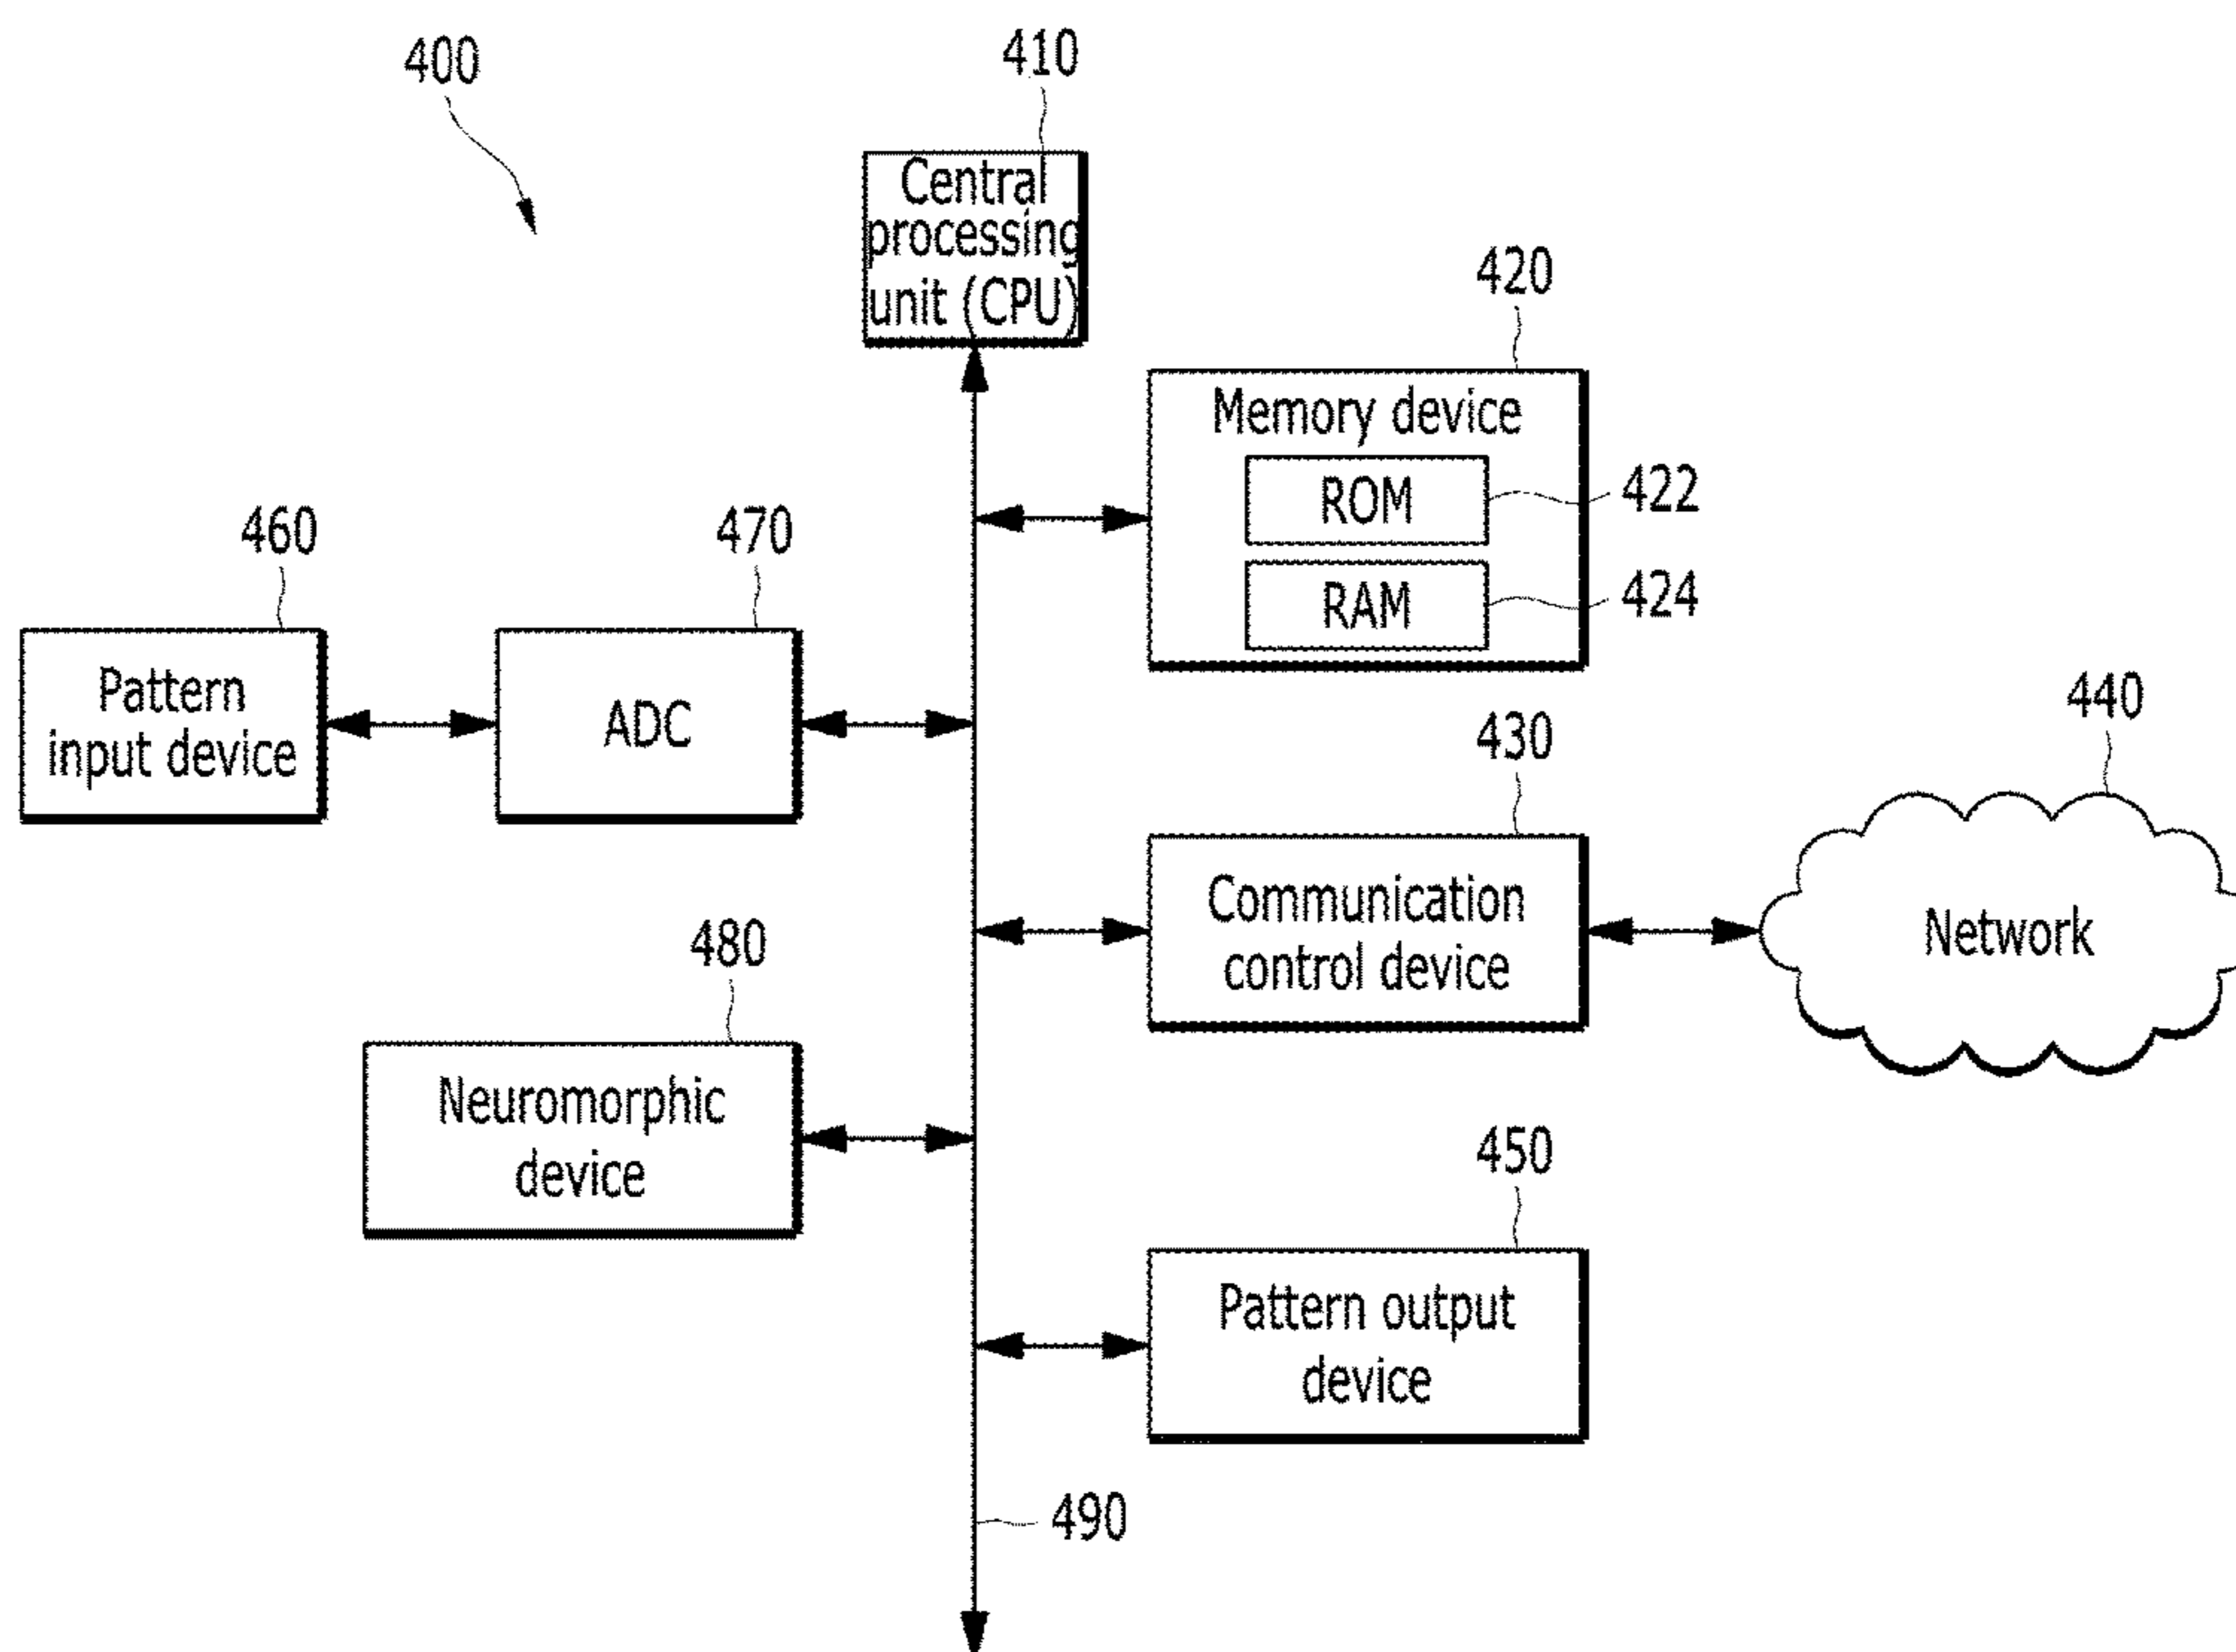 400
410
Central
processing
unit (CPU)
420
Memory device
ROM
422
RAM
424
460
Pattern
input device
470
ADC
430
Communication
control device
440
Network
480
Neuromorphic
device
450
Pattern output
device
490